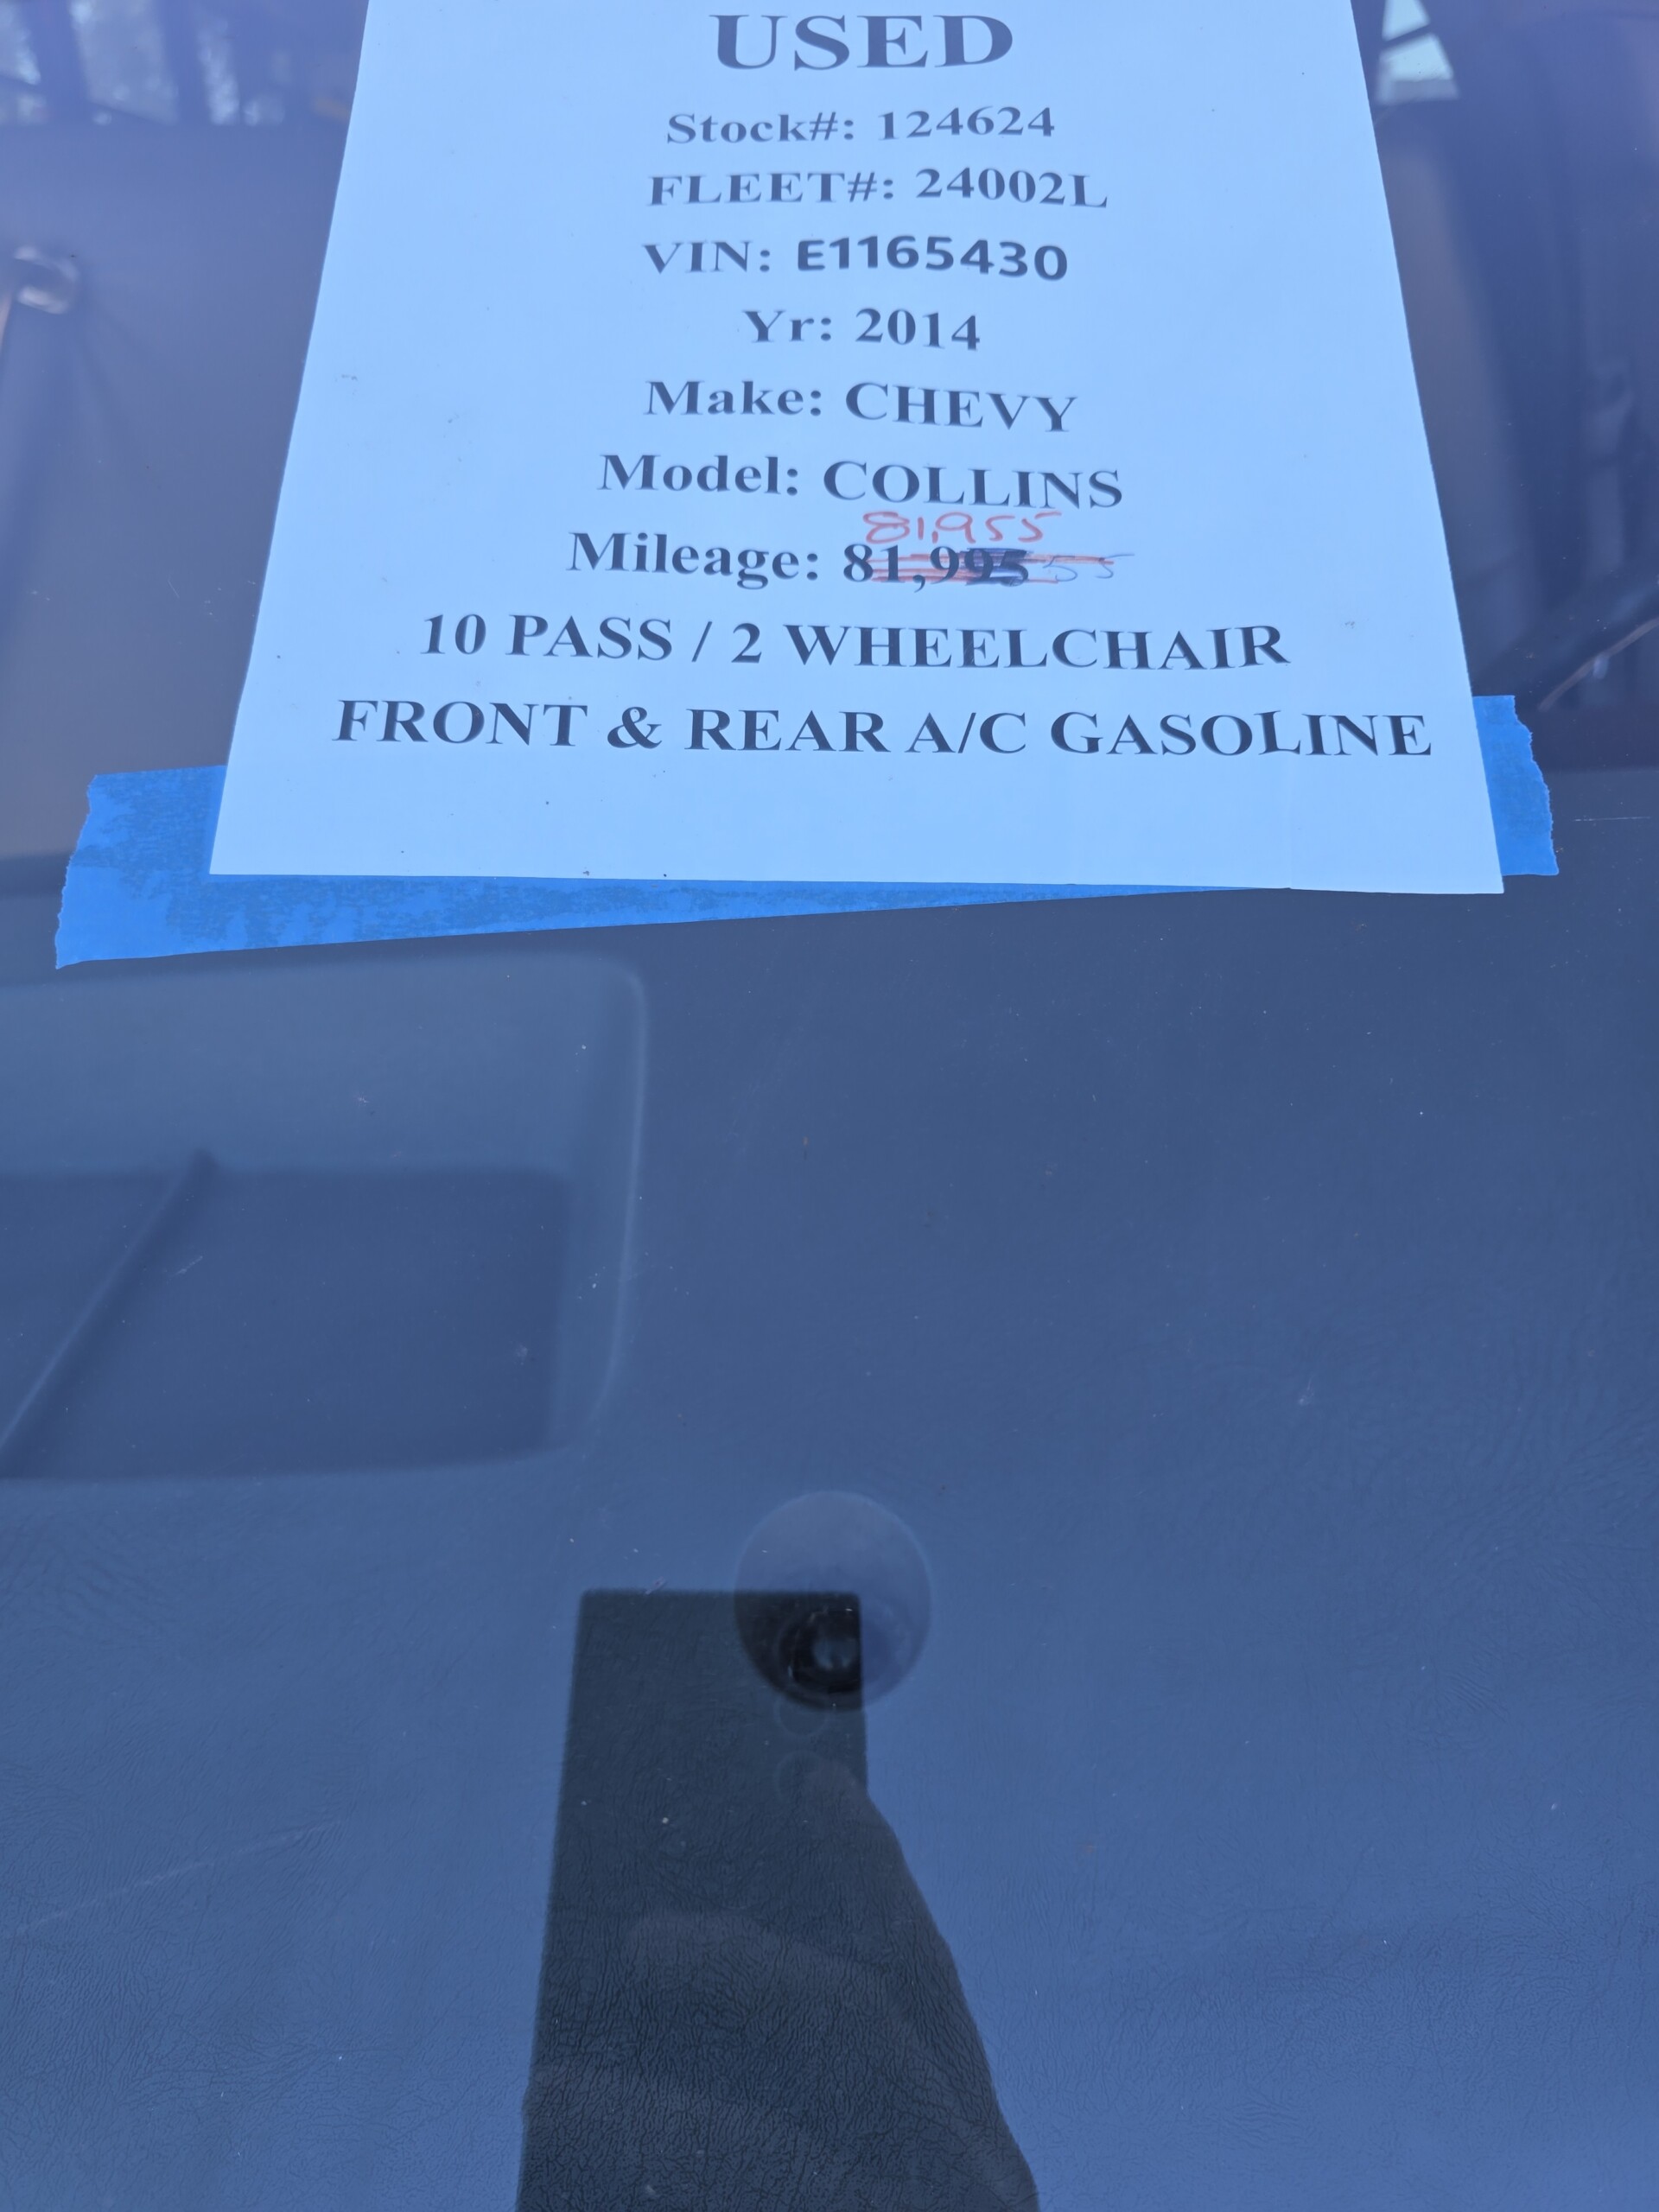 USED
Stock#: 124624
FLEET#: 24002L
VIN: E1165430
Yr: 2014
Make: CHEVY
Model: COLLINS
81,955
Mileage: 81,995 55
10 PASS / 2 WHEELCHAIR
FRONT & REAR A/C GASOLINE